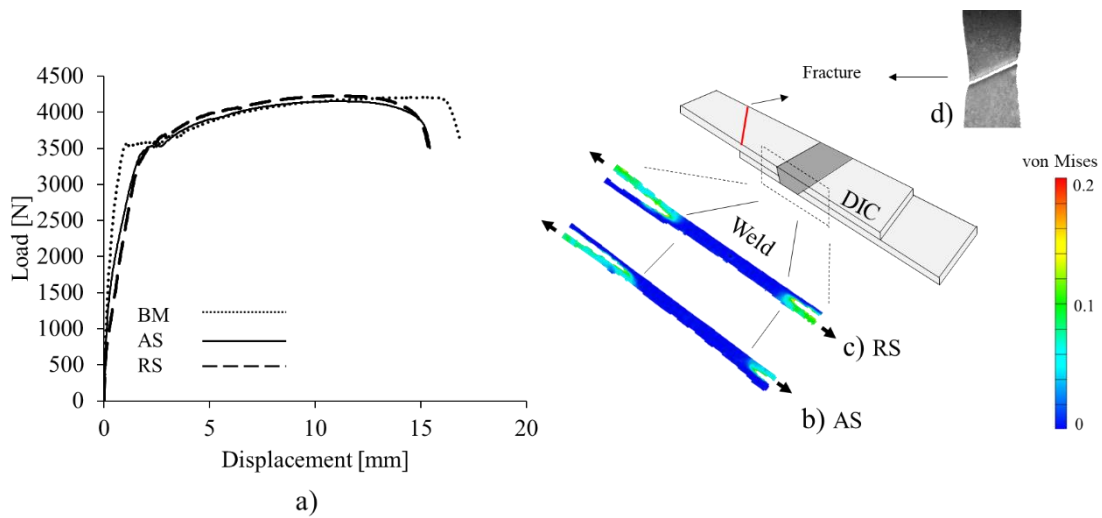 4500
4000
3500
3000
2500
2000
1500
1000
500
0
Load [N]
BM
AS
RS
0
5
10
15
20
Displacement [mm]
a)
Fracture
d)
DIC
Weld
c) RS
b) AS
von Mises
0.2
0.1
0